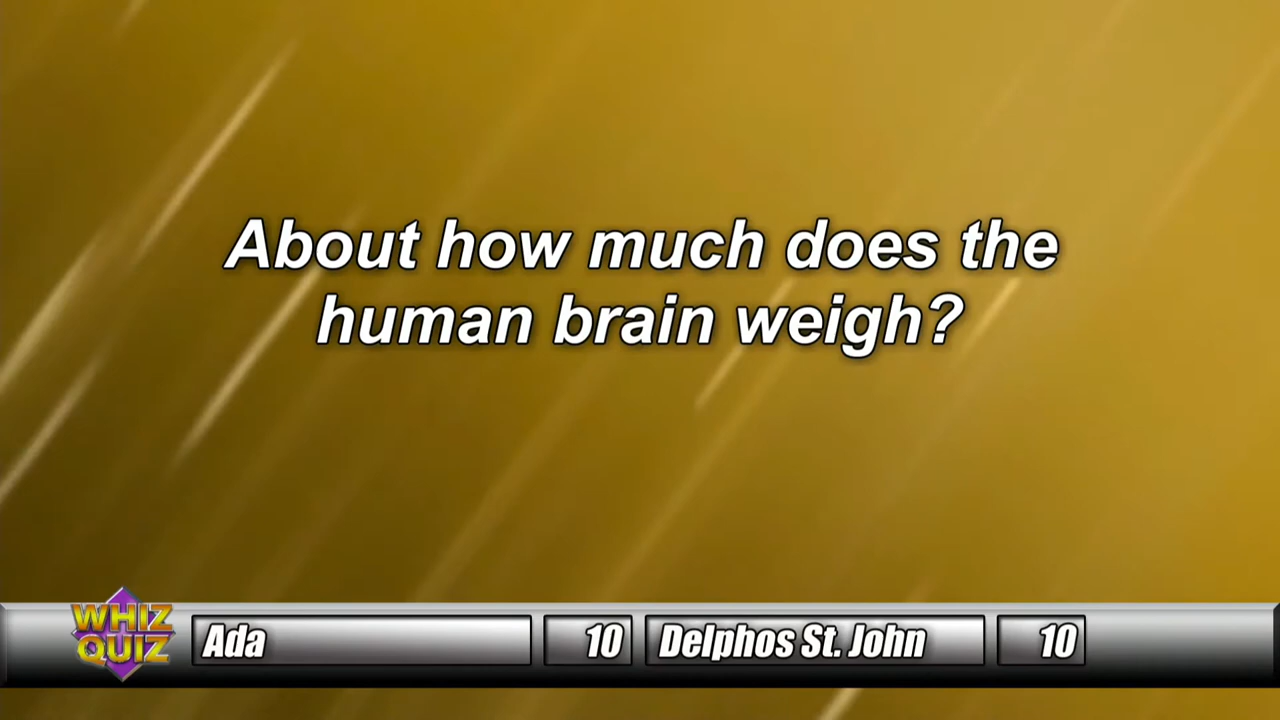 About how much does the
human brain weigh?
WHIZ
QUIZ
Ada 10 Delphos St. John 10